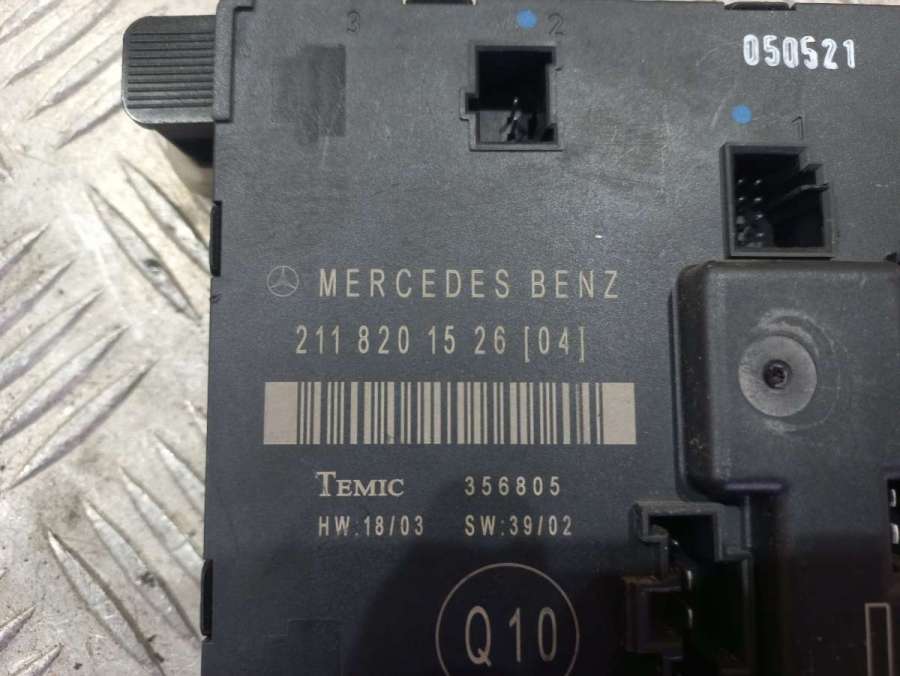 3
2
050521
1
MERCEDES BENZ
211 820 15 26 [04]
TEMIC 356805
HW:18/03 SW:39/02
Q10